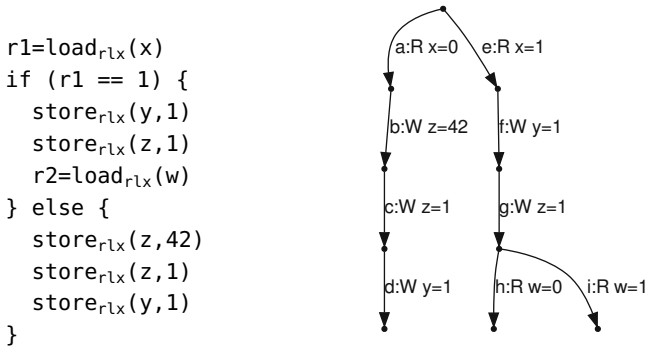 r1=load_rlx(x)
if (r1 == 1) {
store_rlx(y,1)
store_rlx(z,1)
r2=load_rlx(w)
} else {
store_rlx(z,42)
store_rlx(z,1)
store_rlx(y,1)
}
a:R x=0 e:R x=1
b:W z=42 f:W y=1
c:W z=1 g:W z=1
d:W y=1 h:R w=0 i:R w=1